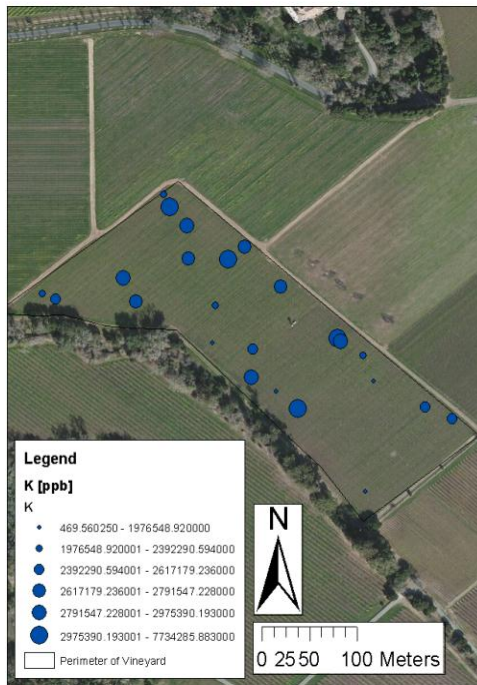 Legend
K [ppb]
K
469.560250 - 1976548.920000
1976548.920001 - 2392290.594000
2392290.594001 - 2617179.236000
2617179.236001 - 2791547.228000
2791547.228001 - 2975390.193000
2975390.193001 - 7734285.883000
Perimeter of Vineyard
N
0 25 50 100 Meters